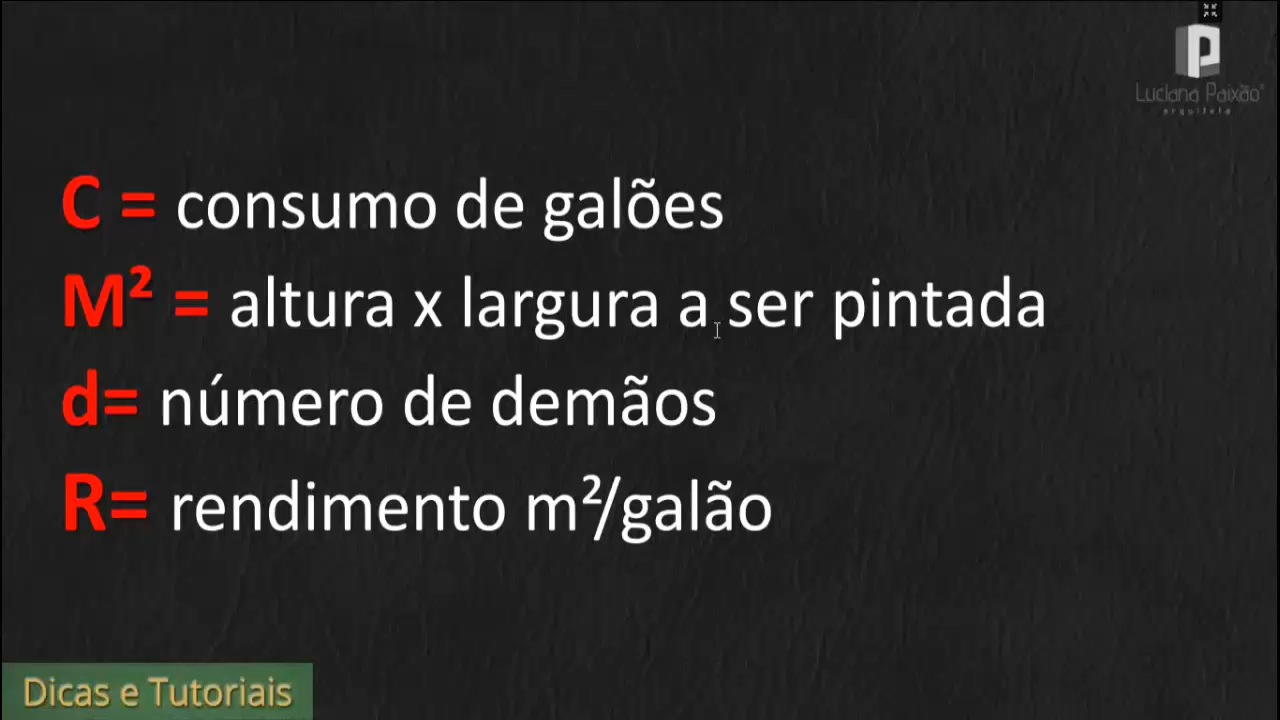 Luciana Paixão®
arquiteta
C = consumo de galões
M² = altura x largura a ser pintada
d= número de demãos
R= rendimento m²/galão
Dicas e Tutoriais